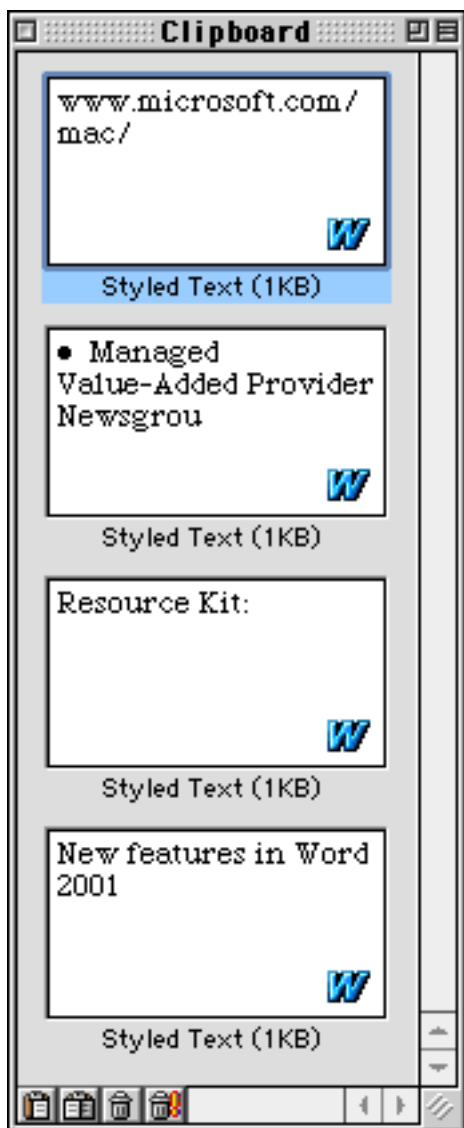 Clipboard
www.microsoft.com/
mac/
W
Styled Text (1KB)
• Managed
Value-Added Provider
Newsgrou
W
Styled Text (1KB)
Resource Kit:
W
Styled Text (1KB)
New features in Word
2001
W
Styled Text (1KB)